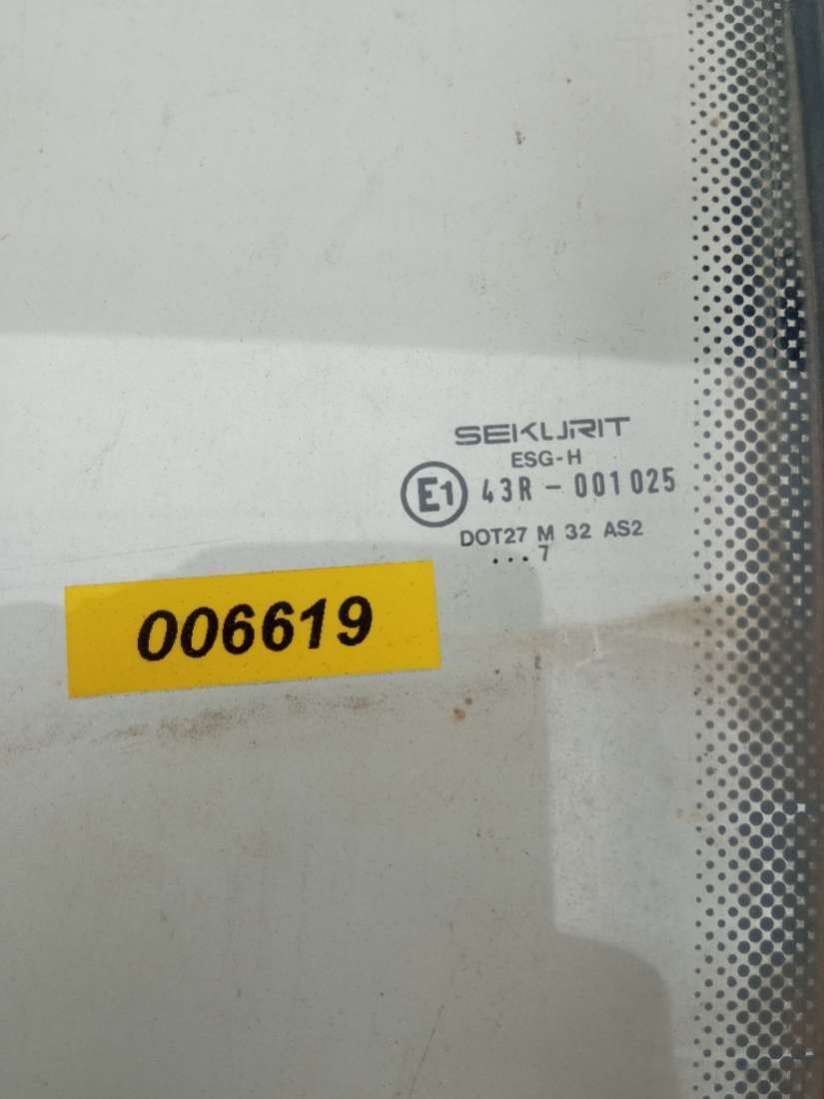 SEKURIT
ESG-H
E1 43R - 001025
DOT27 M 32 AS2
...7
006619